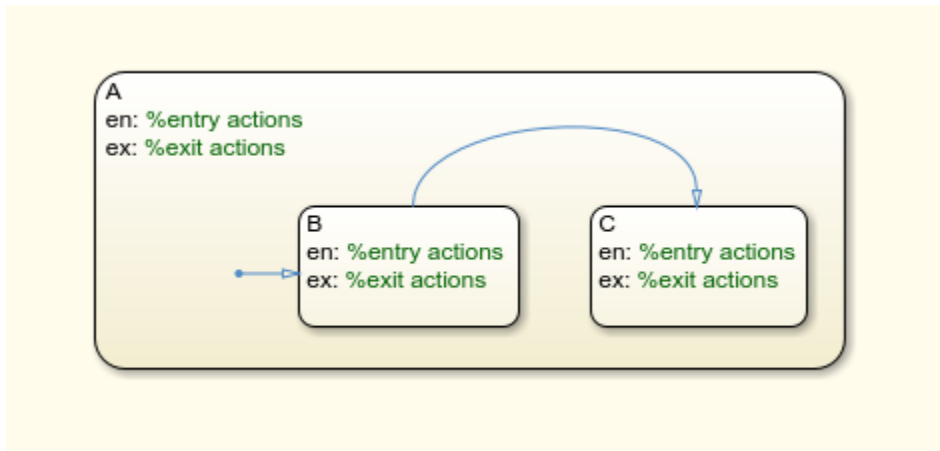 A
en: %entry actions
ex: %exit actions
B
en: %entry actions
ex: %exit actions
C
en: %entry actions
ex: %exit actions